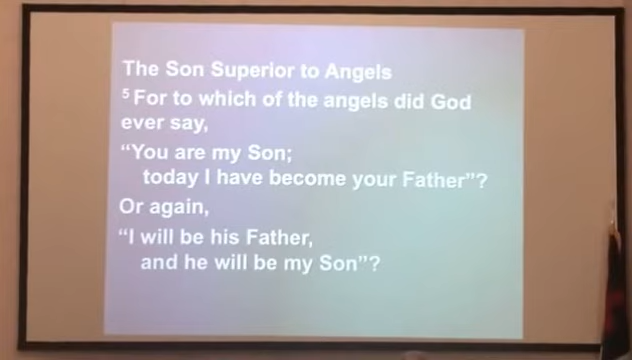 The Son Superior to Angels
⁵ For to which of the angels did God
ever say,
“You are my Son;
today I have become your Father”?
Or again,
“I will be his Father,
and he will be my Son”?